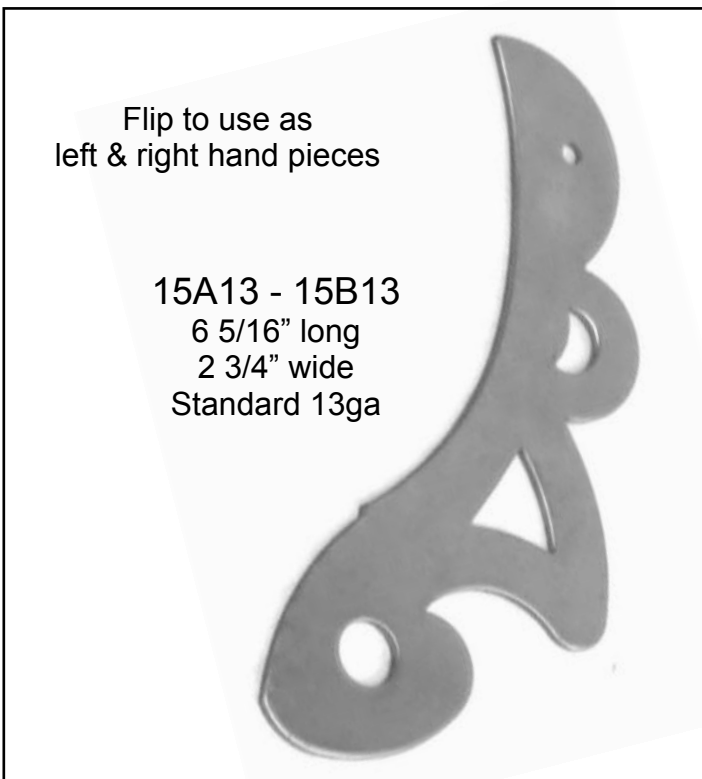 Flip to use as
left & right hand pieces
15A13 - 15B13
6 5/16” long
2 3/4” wide
Standard 13ga